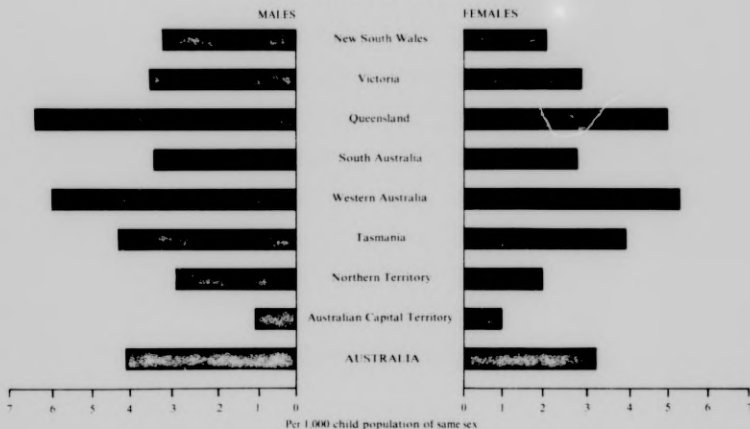 MALES FEMALES
New South Wales
Victoria
Queensland
South Australia
Western Australia
Tasmania
Northern Territory
Australian Capital Territory
AUSTRALIA
7 6 5 4 3 2 1 0 0 1 2 3 4 5 6 7
Per 1,000 child population of same sex